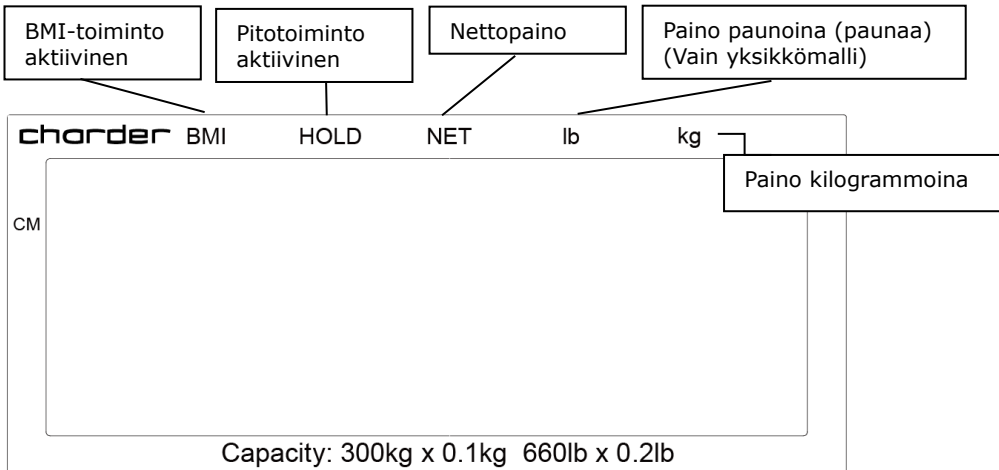 BMI-toiminto
aktiivinen
Pitotoiminto
aktiivinen
Nettopaino
Paino paunoina (paunaa)
(Vain yksikkömalli)
charder BMI HOLD NET lb kg
Paino kilogrammoina
CM
Capacity: 300kg x 0.1kg 660lb x 0.2lb